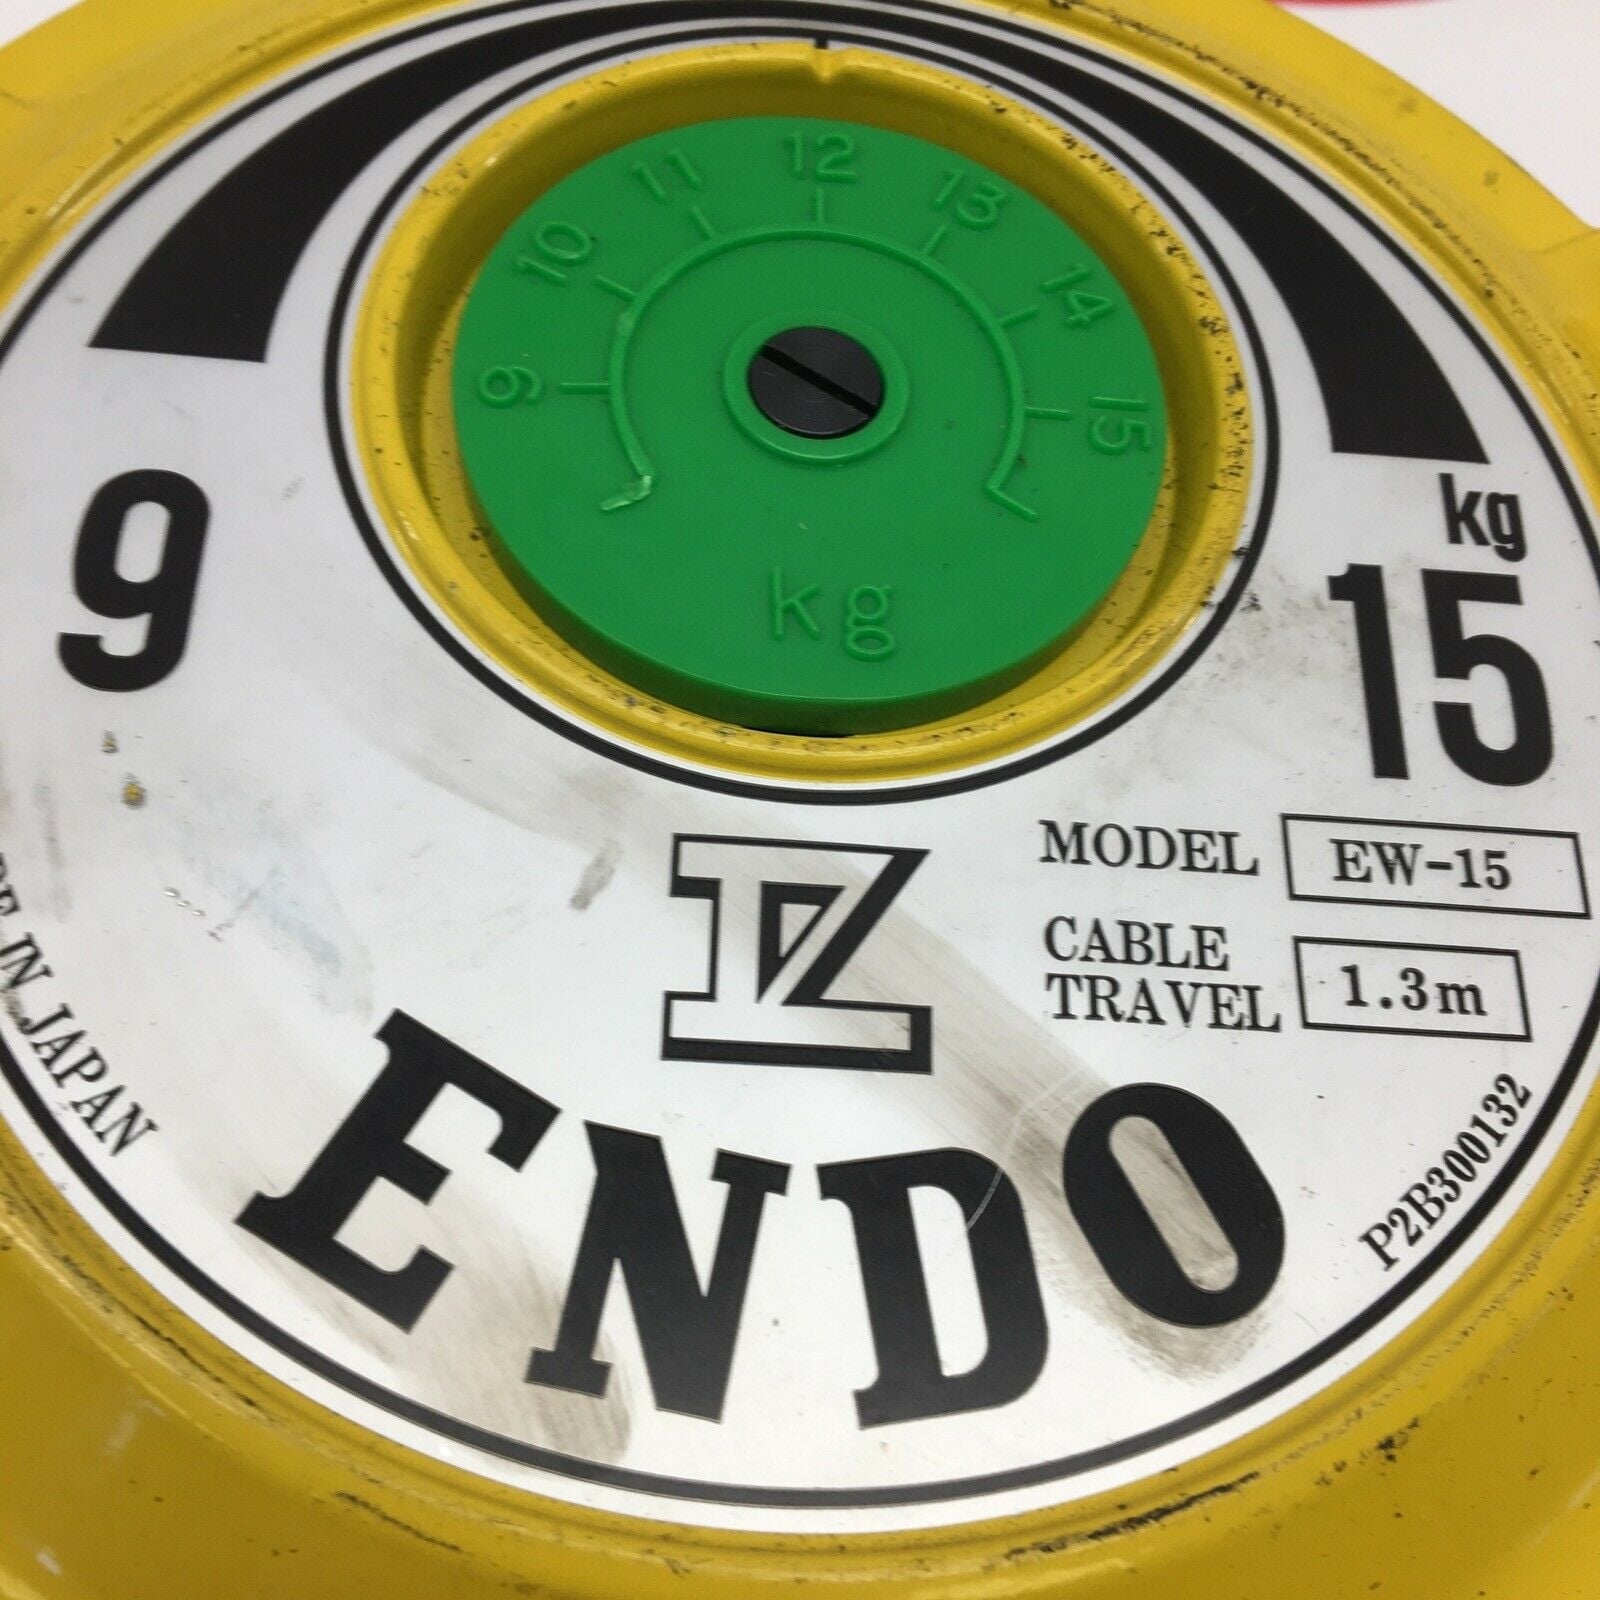 9 10 11 12 13 14 15
kg
9
kg
15
MODEL EW-15
CABLE
TRAVEL 1.3m
IN JAPAN
ENDO
P2B300132